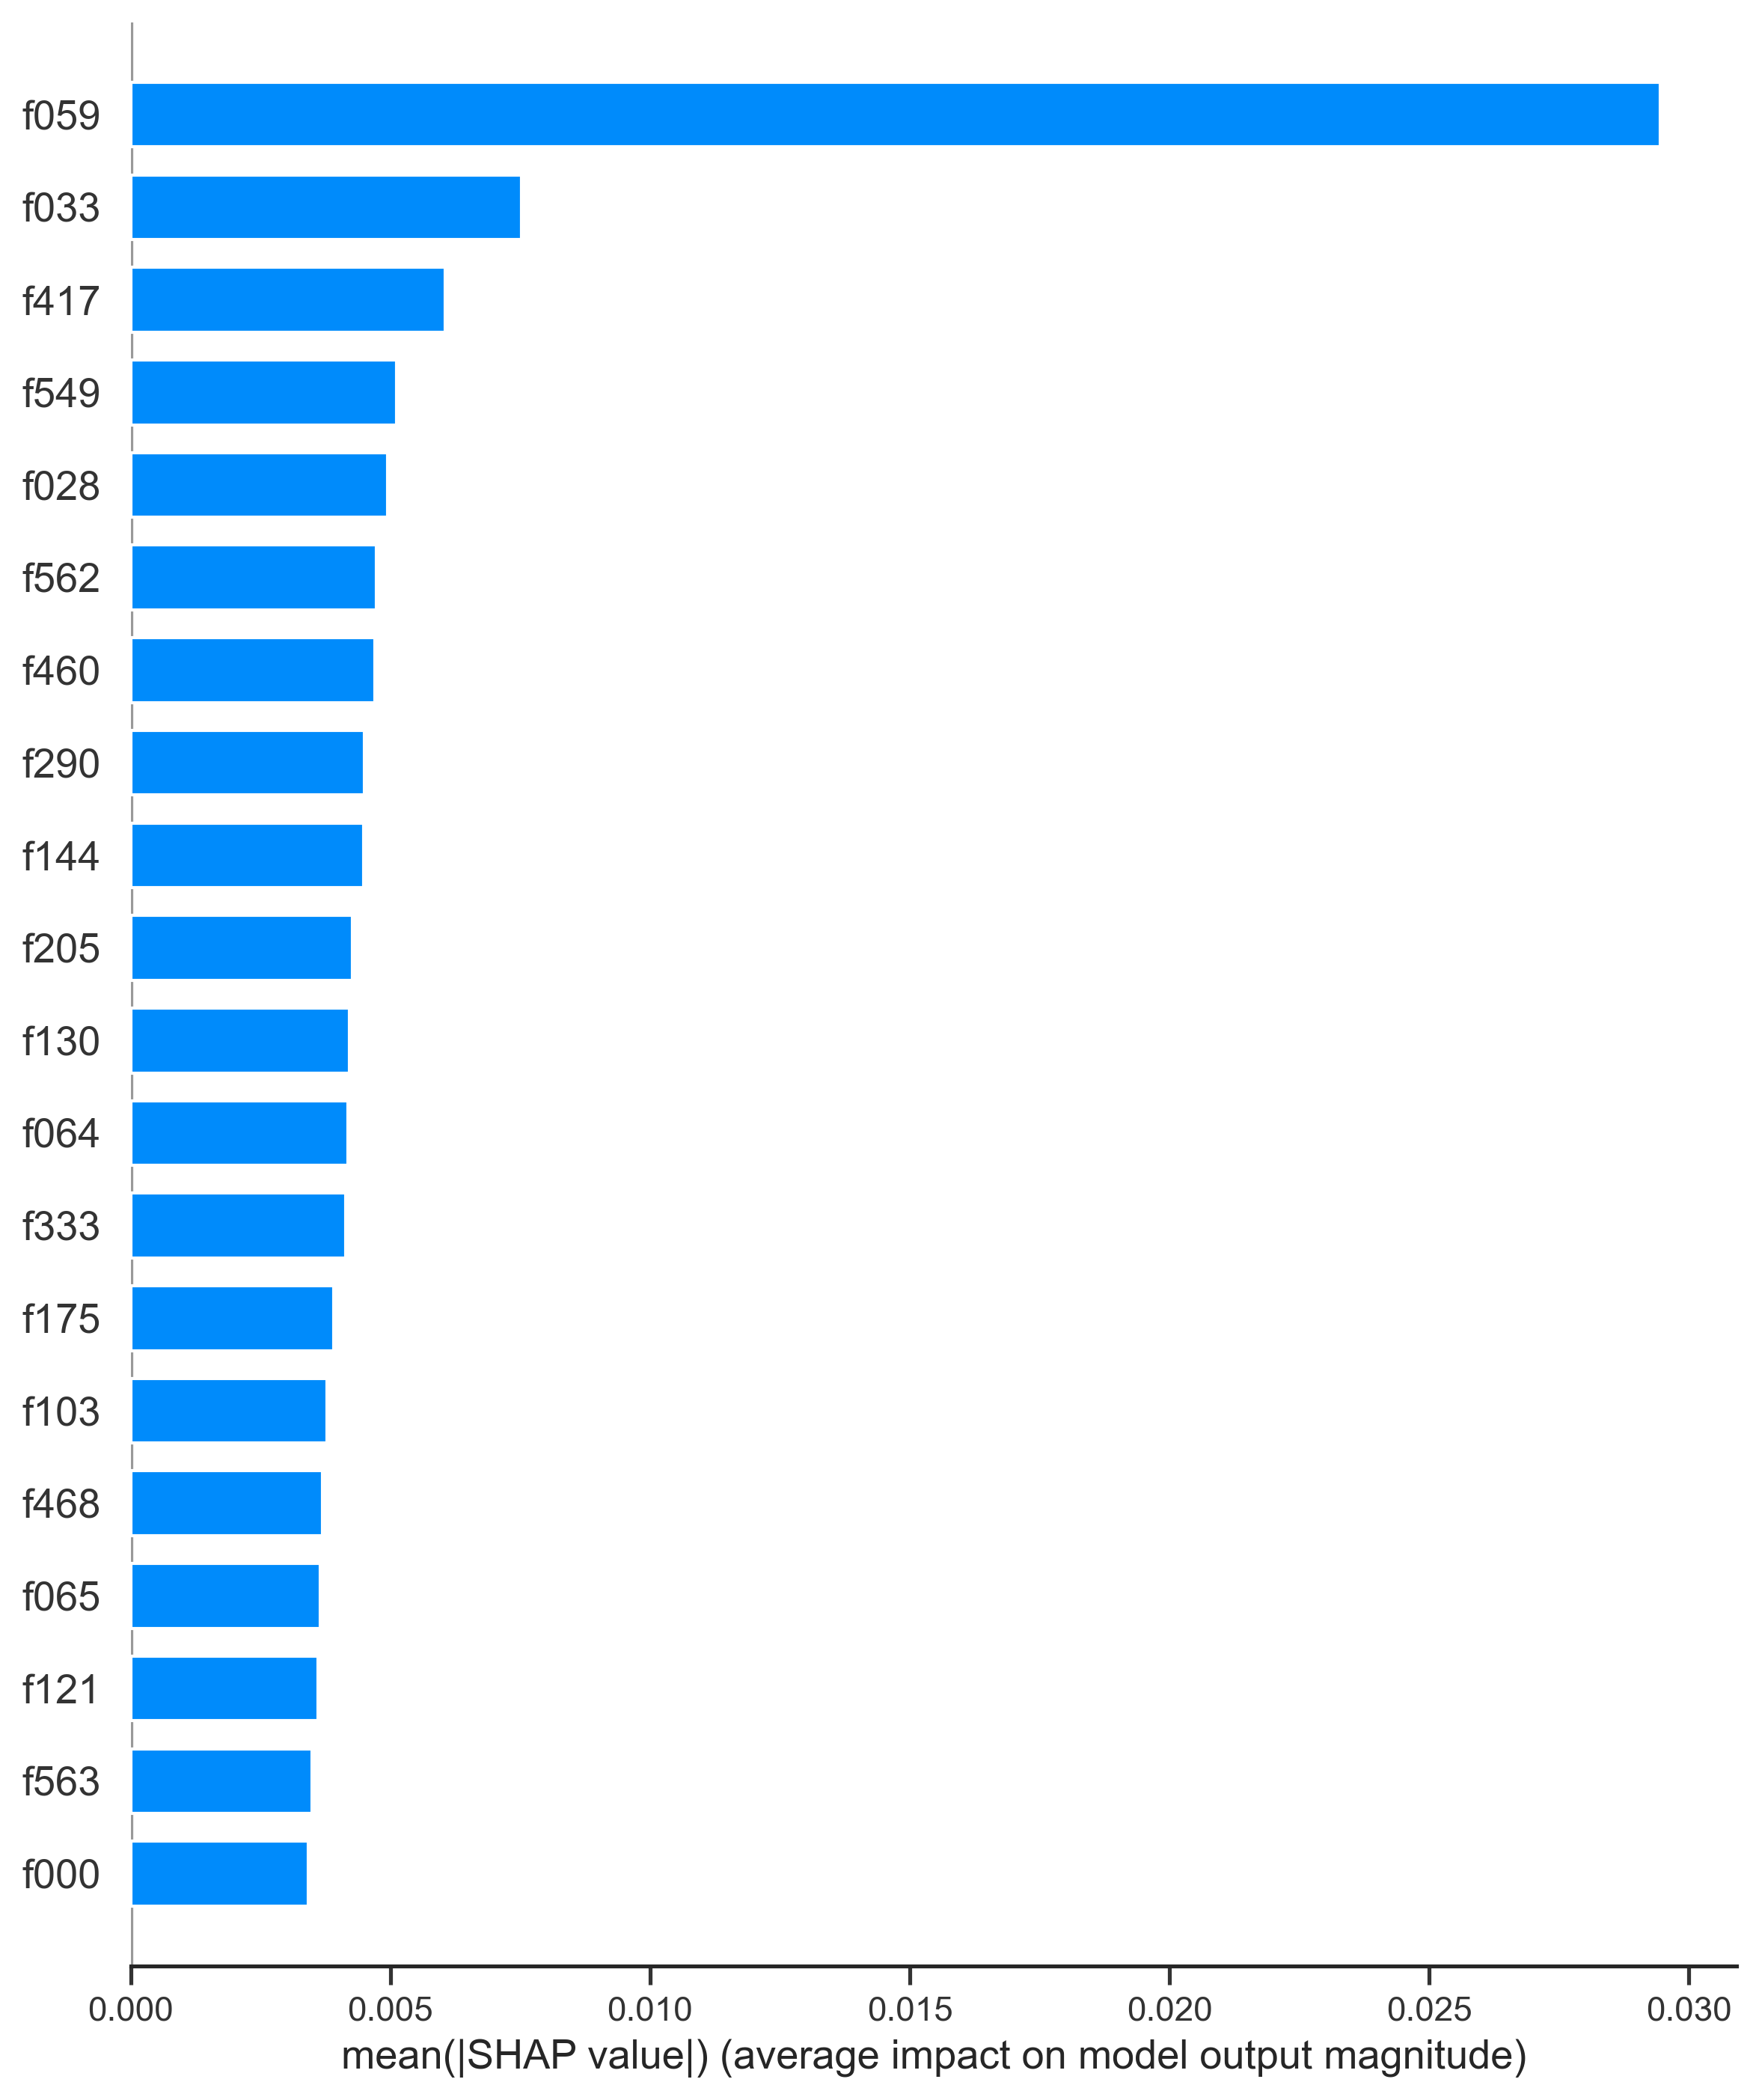 f059
f033
f417
f549
f028
f562
f460
f290
f144
f205
f130
f064
f333
f175
f103
f468
f065
f121
f563
f000
0.000 0.005 0.010 0.015 0.020 0.025 0.030
mean(|SHAP value|) (average impact on model output magnitude)